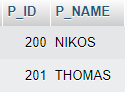 P_ID P_NAME
200 NIKOS
201 THOMAS